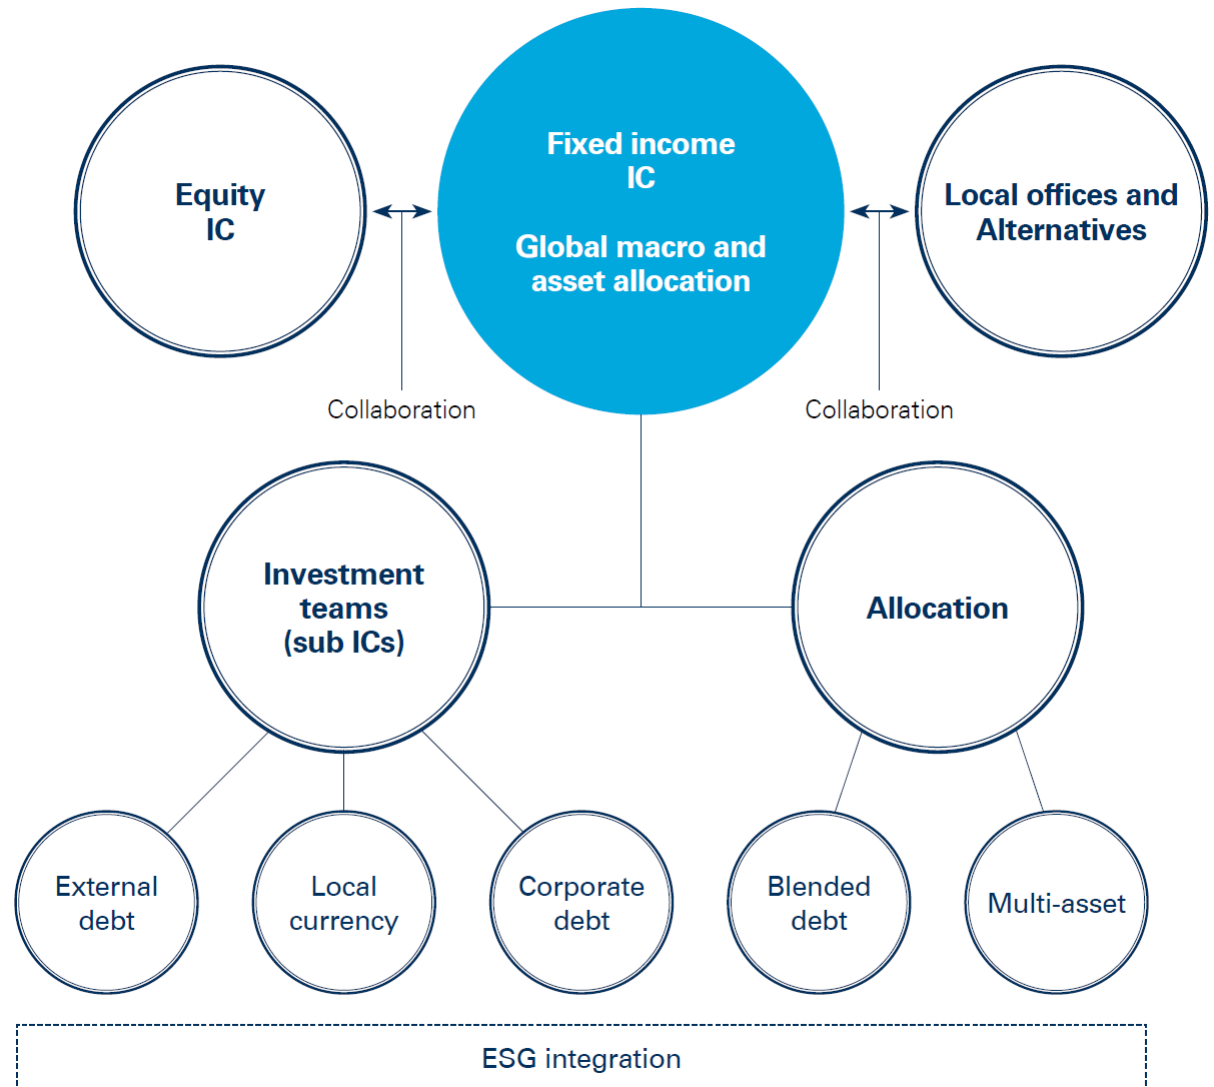 Equity
IC
Fixed income
IC
Global macro and
asset allocation
Local offices and
Alternatives
Collaboration
Collaboration
Investment
teams
(sub ICs)
Allocation
External
debt
Local
currency
Corporate
debt
Blended
debt
Multi-asset
ESG integration